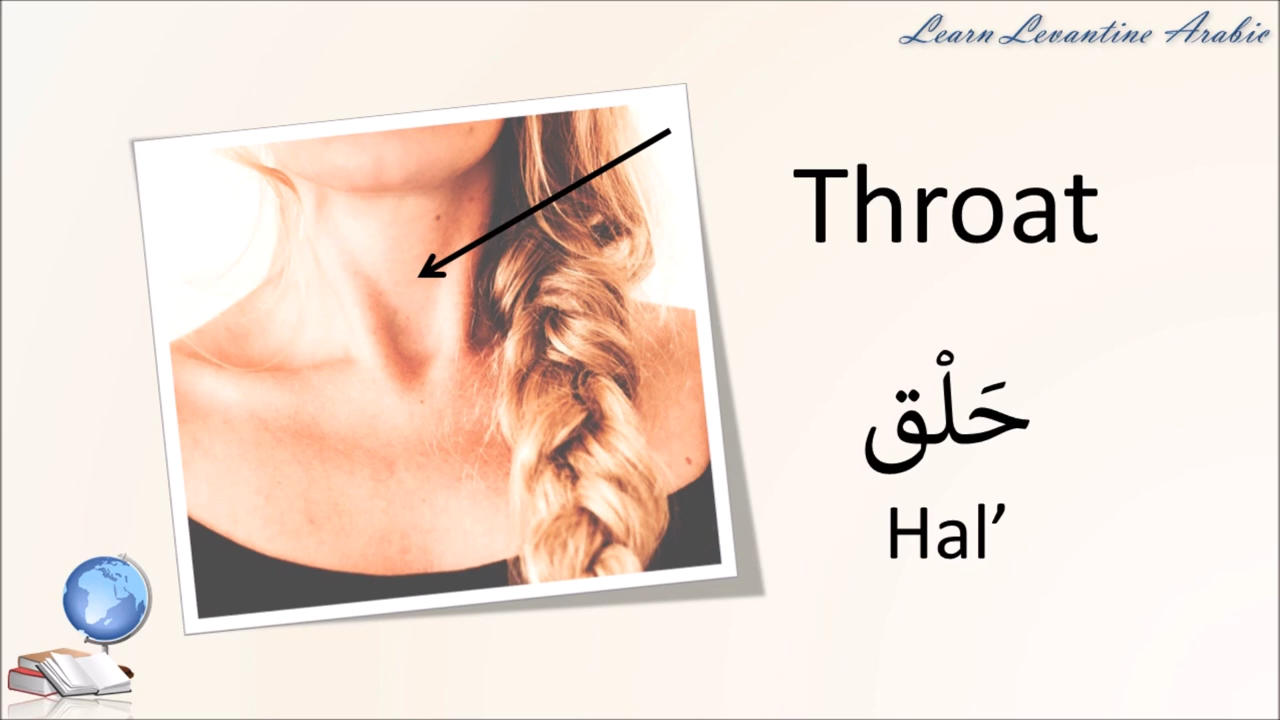 Learn Levantine Arabic
Throat
حَلْق
Hal’